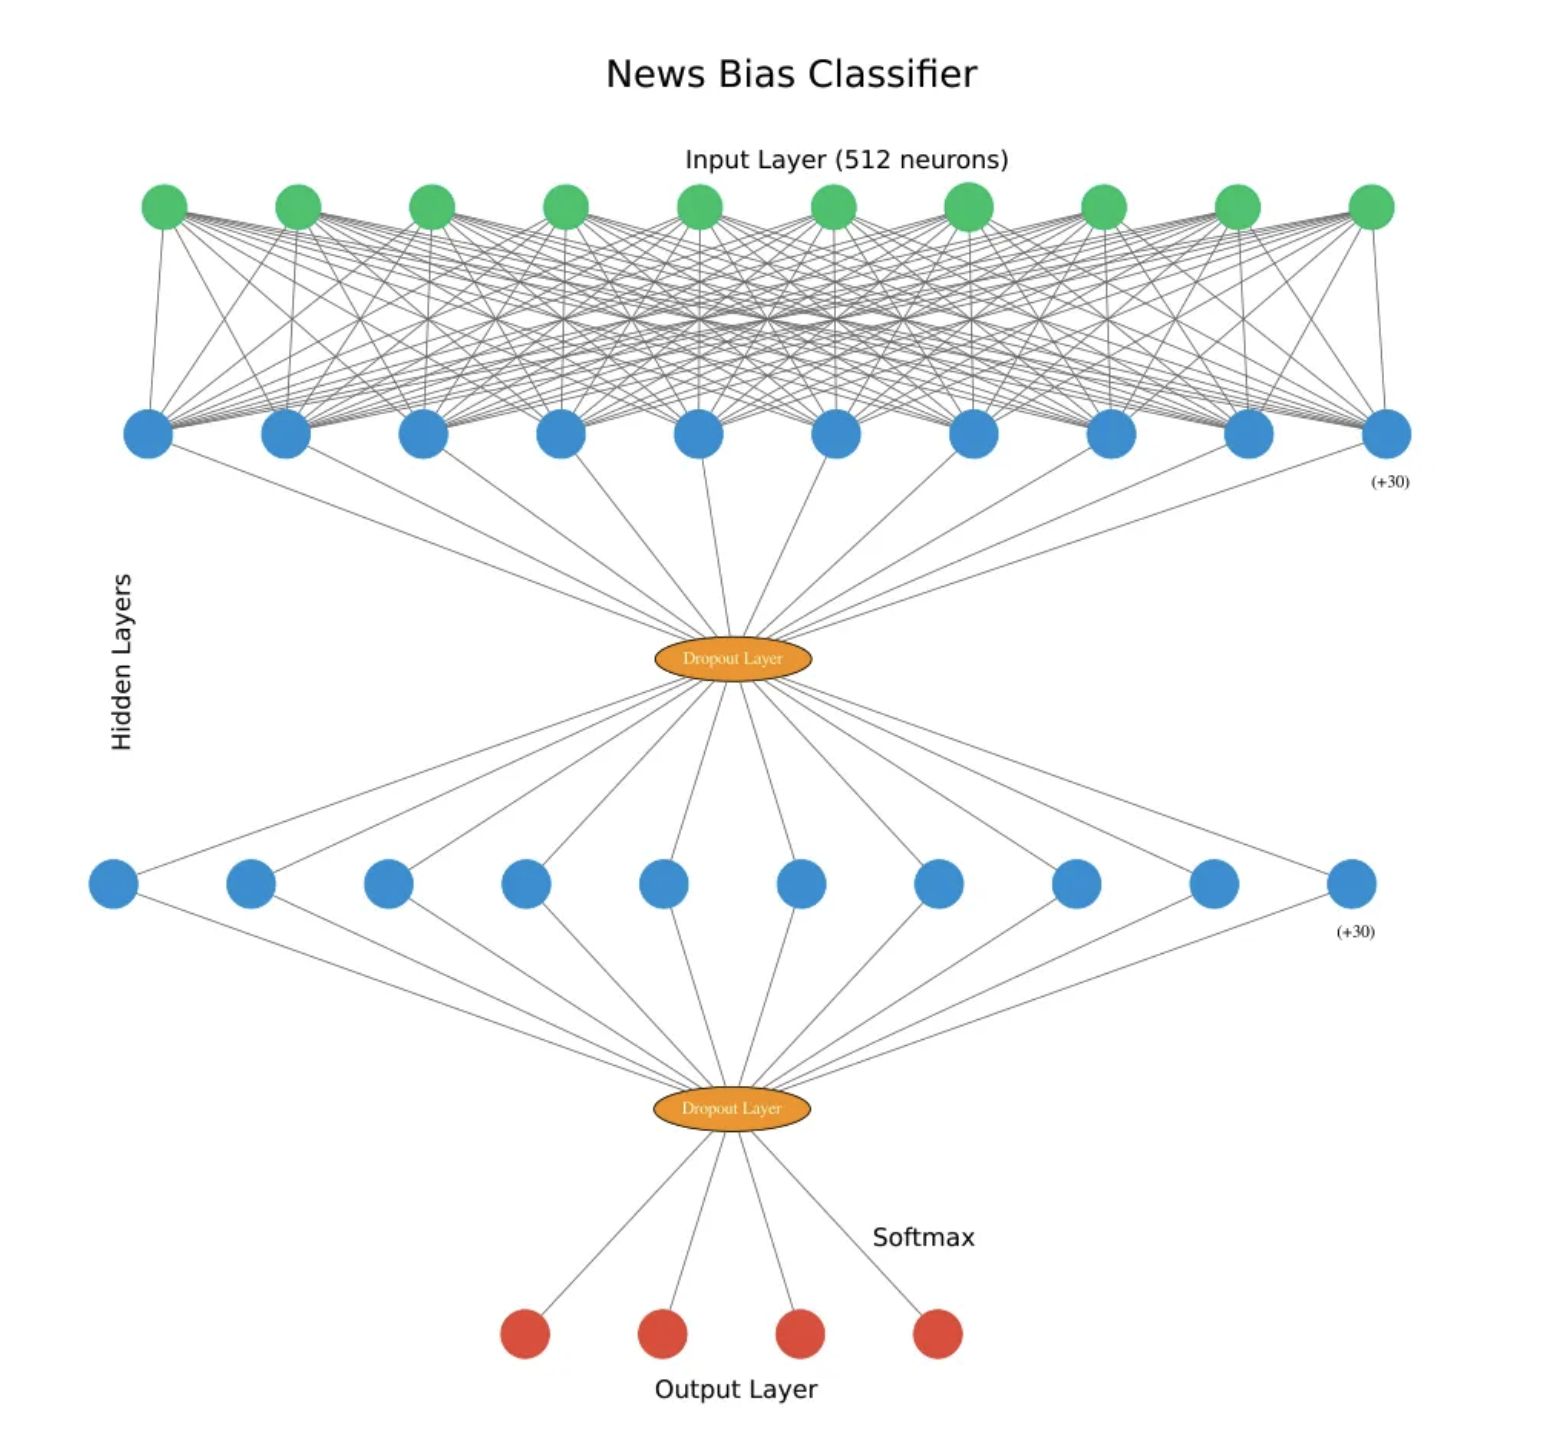 News Bias Classifier
Input Layer (512 neurons)
(+30)
Hidden Layers
Dropout Layer
(+30)
Dropout Layer
Softmax
Output Layer